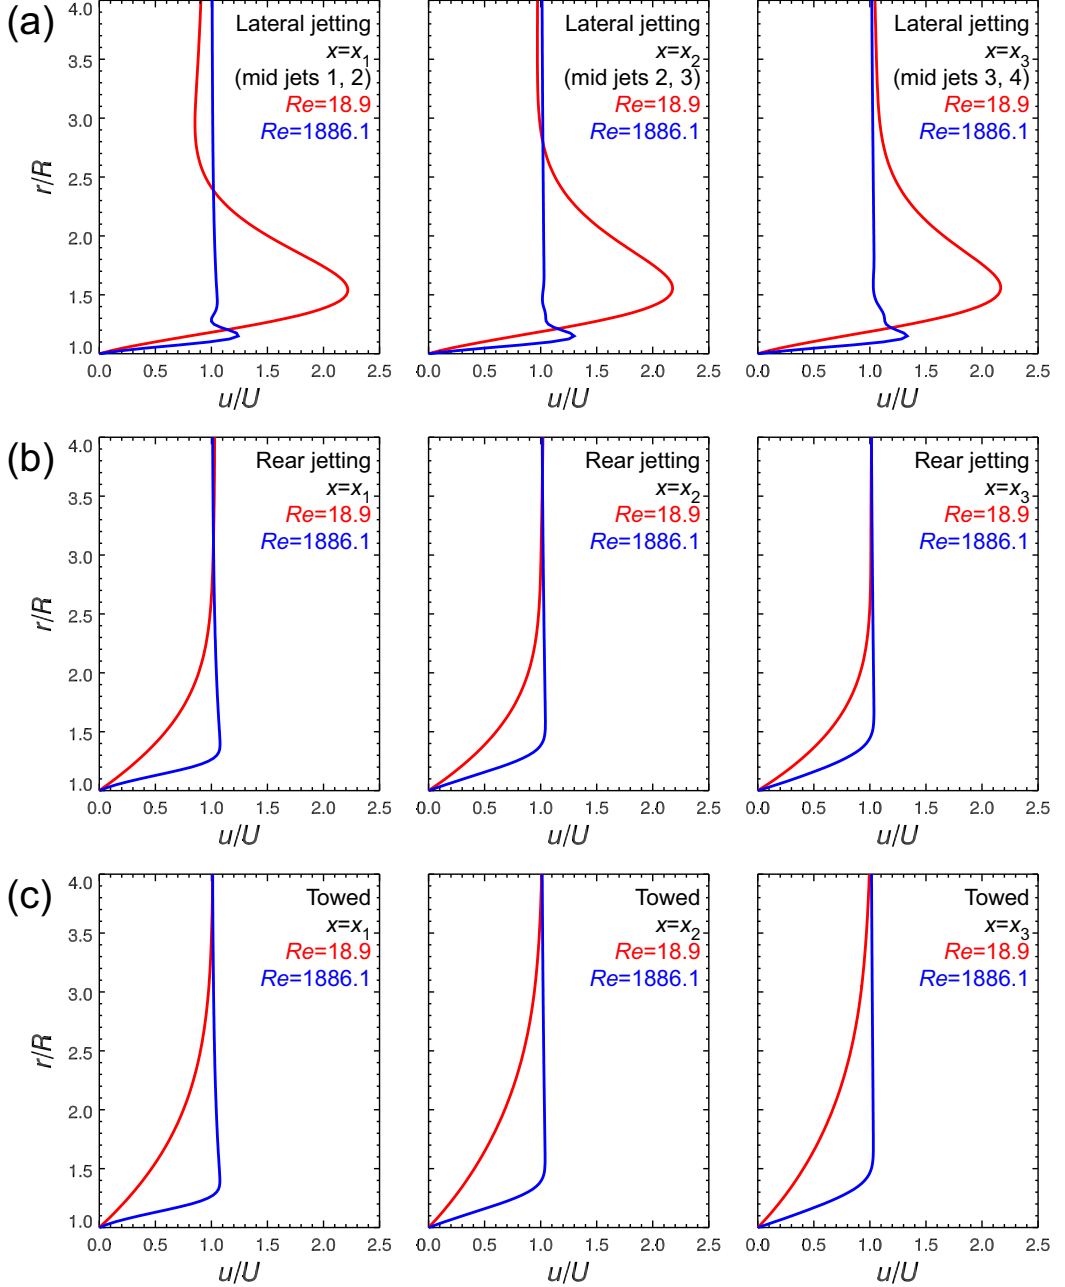 (a)
Lateral jetting
x=x1
(mid jets 1, 2)
Re=18.9
Re=1886.1
r/R
4.0
3.5
3.0
2.5
2.0
1.5
1.0
0.0 0.5 1.0 1.5 2.0 2.5
u/U
Lateral jetting
x=x2
(mid jets 2, 3)
Re=18.9
Re=1886.1
0.0 0.5 1.0 1.5 2.0 2.5
u/U
Lateral jetting
x=x3
(mid jets 3, 4)
Re=18.9
Re=1886.1
0.0 0.5 1.0 1.5 2.0 2.5
u/U
(b)
Rear jetting
x=x1
Re=18.9
Re=1886.1
r/R
4.0
3.5
3.0
2.5
2.0
1.5
1.0
0.0 0.5 1.0 1.5 2.0 2.5
u/U
Rear jetting
x=x2
Re=18.9
Re=1886.1
0.0 0.5 1.0 1.5 2.0 2.5
u/U
Rear jetting
x=x3
Re=18.9
Re=1886.1
0.0 0.5 1.0 1.5 2.0 2.5
u/U
(c)
Towed
x=x1
Re=18.9
Re=1886.1
r/R
4.0
3.5
3.0
2.5
2.0
1.5
1.0
0.0 0.5 1.0 1.5 2.0 2.5
u/U
Towed
x=x2
Re=18.9
Re=1886.1
0.0 0.5 1.0 1.5 2.0 2.5
u/U
Towed
x=x3
Re=18.9
Re=1886.1
0.0 0.5 1.0 1.5 2.0 2.5
u/U